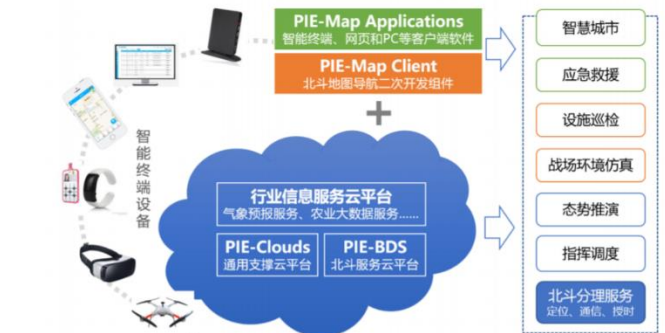 PIE-Map Applications
智能终端、网页和PC等客户端软件
PIE-Map Client
北斗地图导航二次开发组件
+
智能终端设备
行业信息服务云平台
气象预报服务、农业大数据服务......
PIE-Clouds
通用支撑云平台
PIE-BDS
北斗服务云平台
智慧城市
应急救援
设施巡检
战场环境仿真
态势推演
指挥调度
北斗分理服务
定位、通信、授时